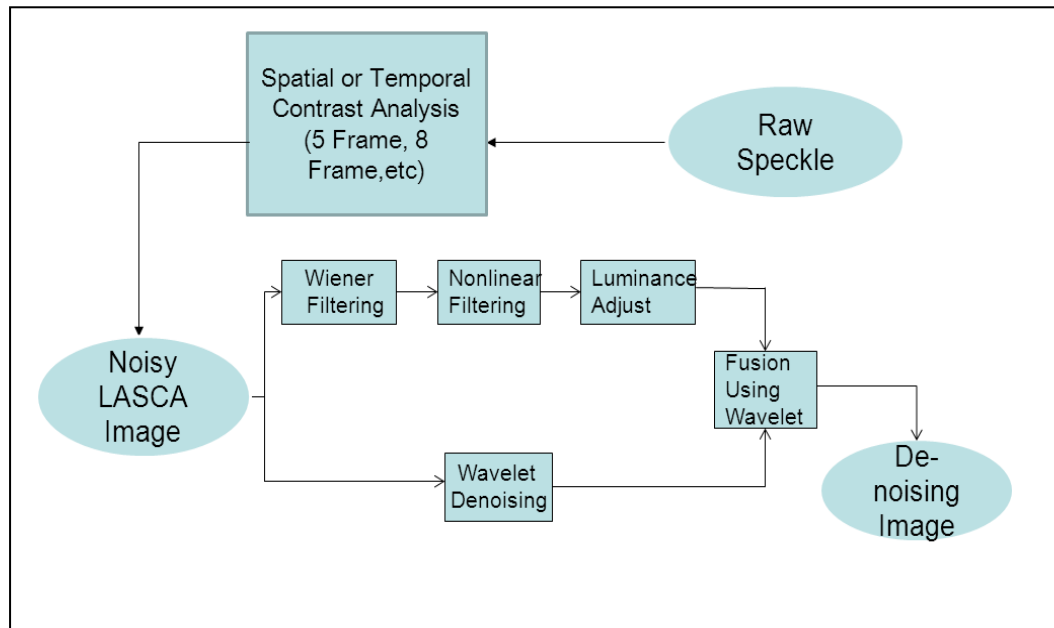 Spatial or Temporal
Contrast Analysis
(5 Frame, 8
Frame,etc)
Raw
Speckle
Noisy
LASCA
Image
Wiener
Filtering
Nonlinear
Filtering
Luminance
Adjust
Wavelet
Denoising
Fusion
Using
Wavelet
De-
noising
Image